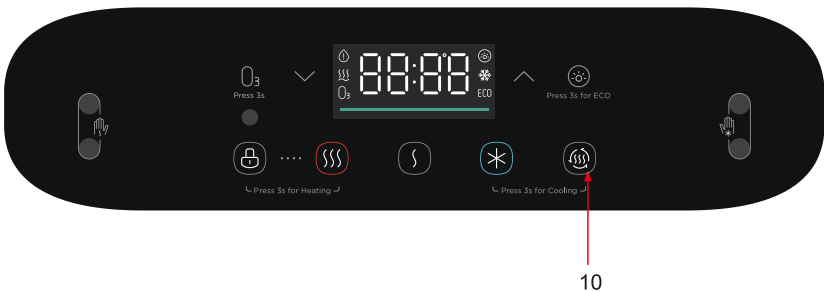 88:88
ECO
O3
O3
Press 3s
Press 3s for ECO
Press 3s for Heating
Press 3s for Cooling
10